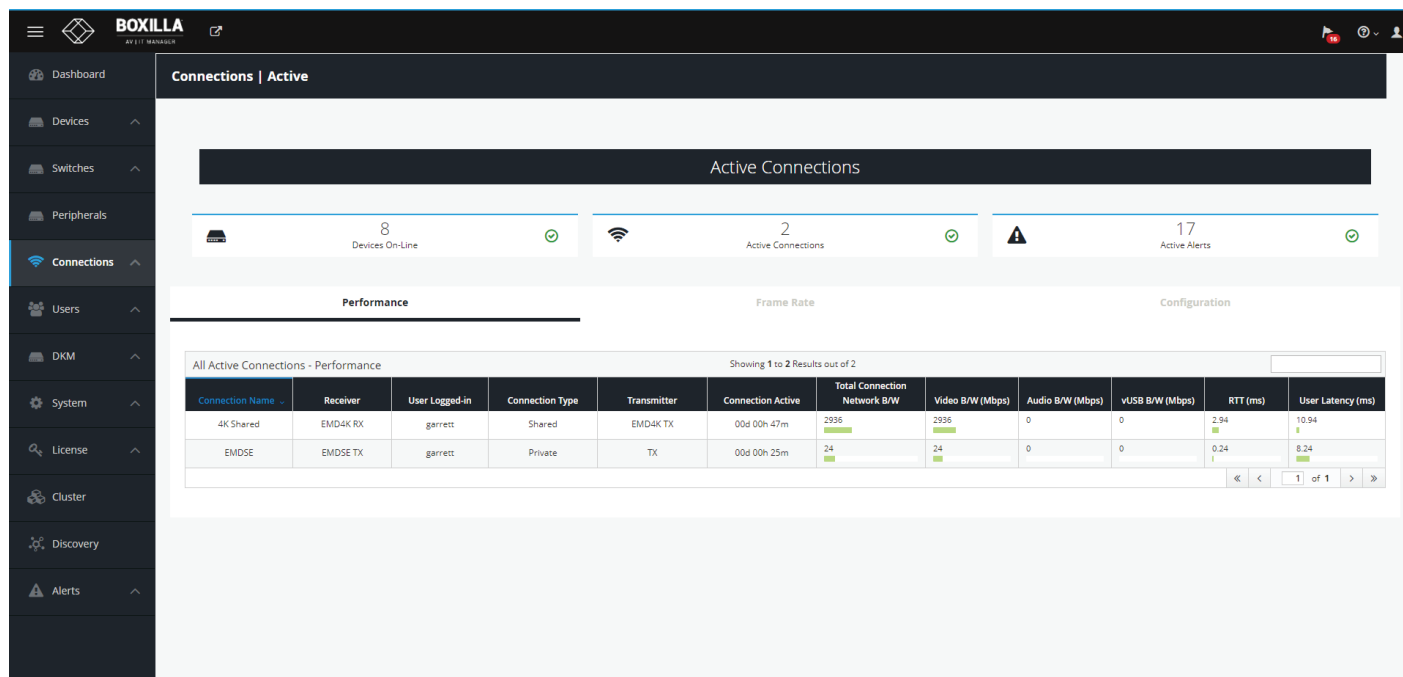 BOXILLA
AV | IT MANAGER
16
Dashboard
Devices
Switches
Peripherals
Connections
Users
DKM
System
License
Cluster
Discovery
Alerts
Connections | Active
Active Connections
8
Devices On-Line
2
Active Connections
17
Active Alerts
Performance Frame Rate Configuration
All Active Connections - Performance Showing 1 to 2 Results out of 2
Connection Name Receiver User Logged-in Connection Type Transmitter Connection Active Total Connection Network B/W Video B/W (Mbps) Audio B/W (Mbps) vUSB B/W (Mbps) RTT (ms) User Latency (ms)
4K Shared EMD4K RX garrett Shared EMD4K TX 00d 00h 47m 2936 2936 0 0 2.94 10.94
EMDSE EMDSE TX garrett Private TX 00d 00h 25m 24 24 0 0 0.24 8.24
« < 1 of 1 > »